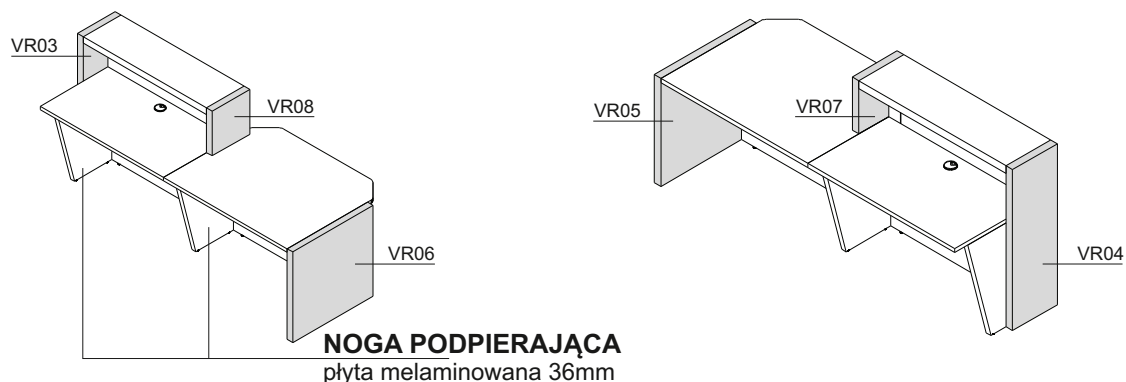 VR03
VR08
VR06
VR05
VR07
VR04
NOGA PODPIERAJĄCA
płyta melaminowana 36mm